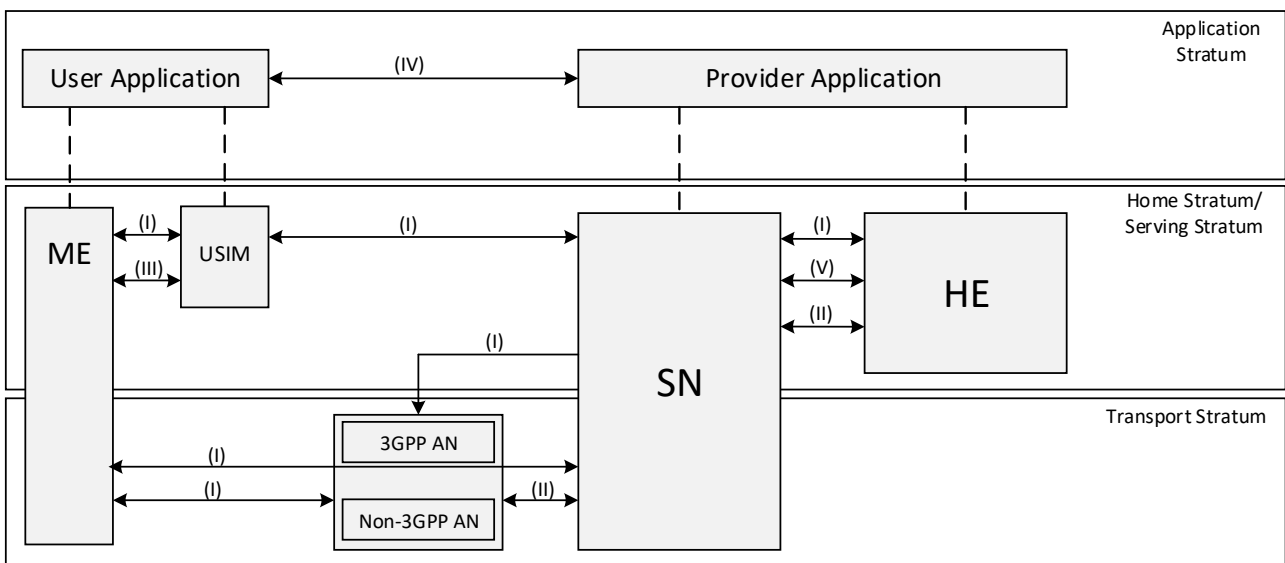 Application
Stratum
User Application
(IV)
Provider Application
Home Stratum/
Serving Stratum
ME
(I)
(III)
USIM
(I)
(I)
(V)
(II)
HE
(I)
SN
Transport Stratum
3GPP AN
(I)
(I)
(II)
Non-3GPP AN